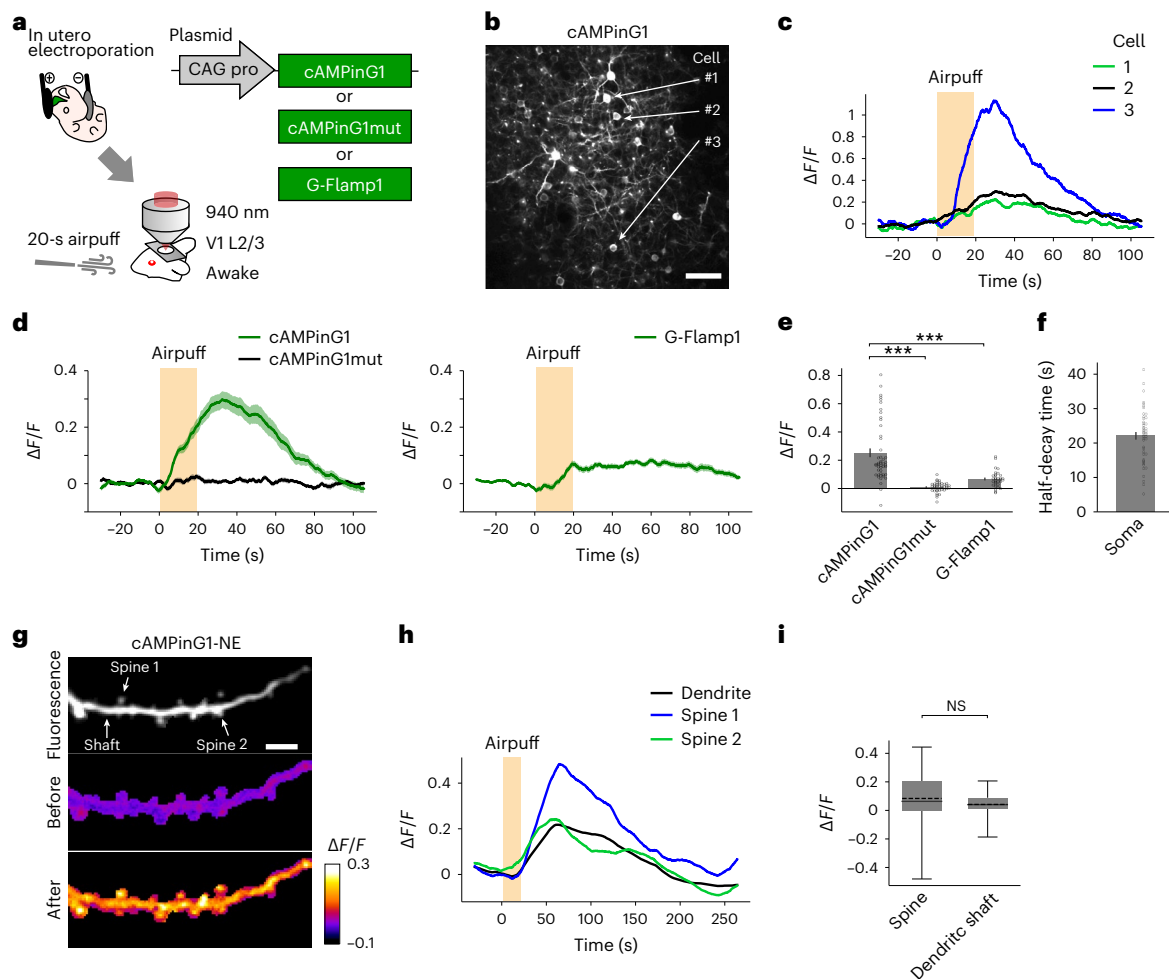 a
In utero
electroporation
Plasmid
CAG pro
cAMPinG1
or
cAMPinG1mut
or
G-Flamp1
+
−
940 nm
V1 L2/3
Awake
20-s airpuff
b
cAMPinG1
Cell
#1
#2
#3
c
Cell
1
2
3
Airpuff
ΔF/F
1
0.8
0.6
0.4
0.2
0
−20
0
20
40
60
80
100
Time (s)
d
cAMPinG1
cAMPinG1mut
Airpuff
ΔF/F
0.4
0.2
0
−20
0
20
40
60
80
100
Time (s)
G-Flamp1
Airpuff
ΔF/F
0.4
0.2
0
−20
0
20
40
60
80
100
Time (s)
e
***
***
ΔF/F
0.8
0.6
0.4
0.2
0
cAMPinG1
cAMPinG1mut
G-Flamp1
f
Half-decay time (s)
40
30
20
10
0
Soma
g
cAMPinG1-NE
Fluorescence
Spine 1
Shaft
Spine 2
Before
After
ΔF/F
0.3
−0.1
h
Dendrite
Spine 1
Spine 2
Airpuff
ΔF/F
0.4
0.2
0
0
50
100
150
200
250
Time (s)
i
NS
ΔF/F
0.4
0.2
0
−0.2
−0.4
Spine
Dendritc shaft